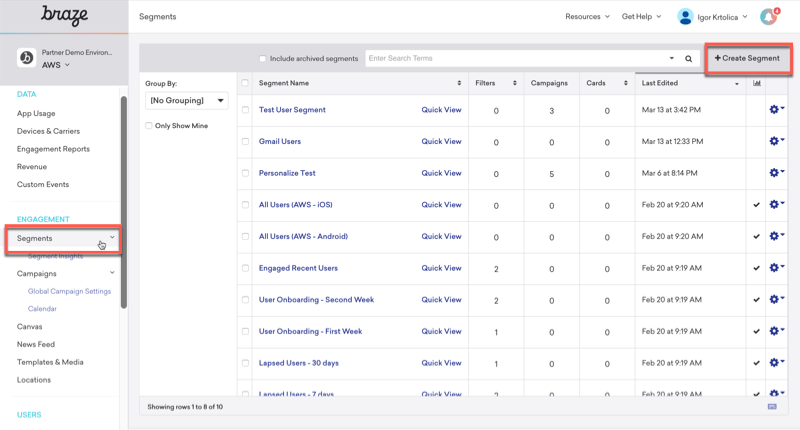 braze
Segments
Resources
Get Help
Igor Krtolica
4
Partner Demo Environ...
AWS
DATA
App Usage
Devices & Carriers
Engagement Reports
Revenue
Custom Events
ENGAGEMENT
Segments
Segment Insights
Campaigns
Global Campaign Settings
Calendar
Canvas
News Feed
Templates & Media
Locations
USERS
Include archived segments
Enter Search Terms
+ Create Segment
Group By:
[No Grouping]
Only Show Mine
Segment Name Filters Campaigns Cards Last Edited
Test User Segment Quick View 0 3 0 Mar 13 at 3:42 PM
Gmail Users Quick View 0 0 0 Mar 13 at 12:33 PM
Personalize Test Quick View 0 5 0 Mar 6 at 8:14 PM
All Users (AWS - iOS) Quick View 0 0 0 Feb 20 at 9:20 AM
All Users (AWS - Android) Quick View 0 0 0 Feb 20 at 9:20 AM
Engaged Recent Users Quick View 2 0 0 Feb 20 at 9:19 AM
User Onboarding - Second Week Quick View 2 0 0 Feb 20 at 9:19 AM
User Onboarding - First Week Quick View 1 0 0 Feb 20 at 9:19 AM
Lapsed Users - 30 days Quick View 1 0 0 Feb 20 at 9:19 AM
Lapsed Users - 7 days Quick View 2 0 0 Feb 20 at 9:19 AM
Showing rows 1 to 8 of 10